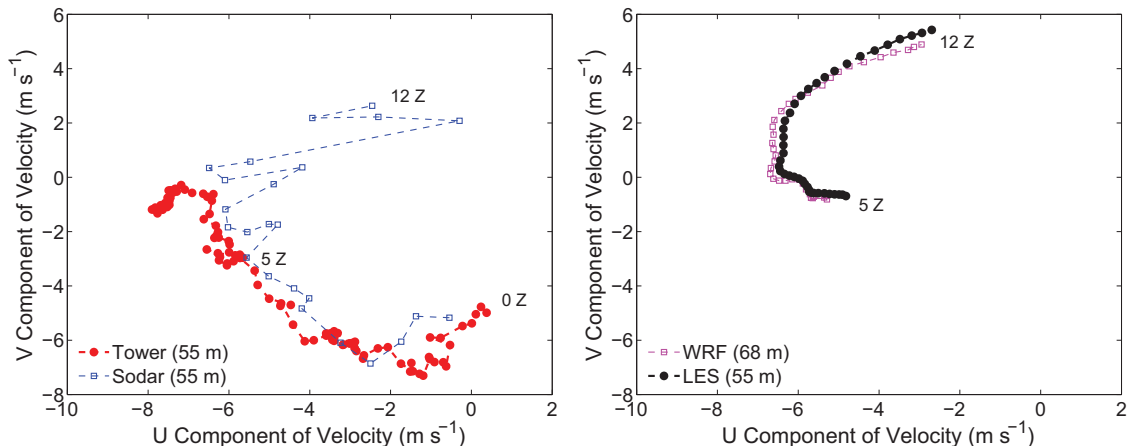 6
4
2
0
−2
−4
−6
−8
−10
−8
−6
−4
−2
0
2
V Component of Velocity (m s⁻¹)
U Component of Velocity (m s⁻¹)
12 Z
5 Z
0 Z
Tower (55 m)
Sodar (55 m)
6
4
2
0
−2
−4
−6
−8
−10
−8
−6
−4
−2
0
2
V Component of Velocity (m s⁻¹)
U Component of Velocity (m s⁻¹)
12 Z
5 Z
WRF (68 m)
LES (55 m)